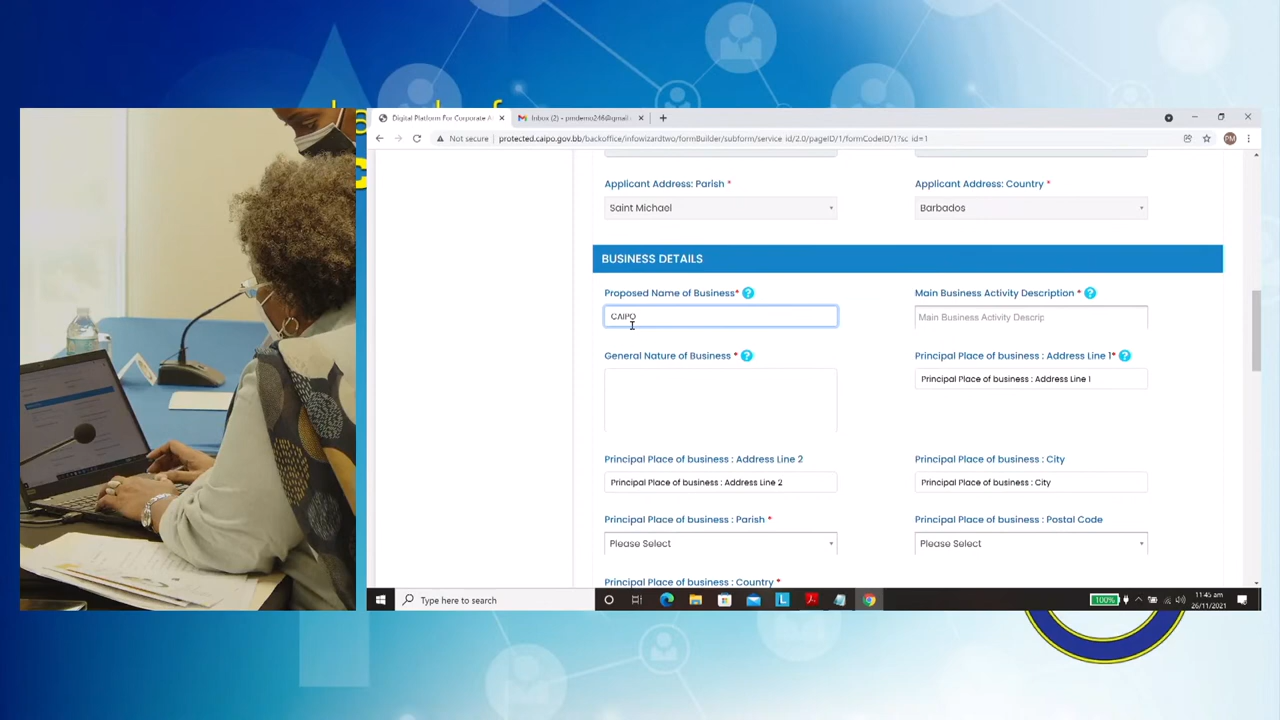 Digital Platform For Corporate A
Inbox (2) - pmdemo246@gmail
Not secure
protected.caipo.gov.bb/backoffice/infowizardtwo/formBuilder/subform/service_id/2.0/pageID/1/formCodeID/1?sc_id=1
PM
Applicant Address: Parish *
Applicant Address: Country *
Saint Michael
Barbados
BUSINESS DETAILS
Proposed Name of Business* ?
Main Business Activity Description * ?
CAIPO
Main Business Activity Descrip
General Nature of Business * ?
Principal Place of business : Address Line 1* ?
Principal Place of business : Address Line 1
Principal Place of business : Address Line 2
Principal Place of business : City
Principal Place of business : Address Line 2
Principal Place of business : City
Principal Place of business : Parish *
Principal Place of business : Postal Code
Please Select
Please Select
Principal Place of business : Country *
Type here to search
L
100%
11:45 am
26/11/2021